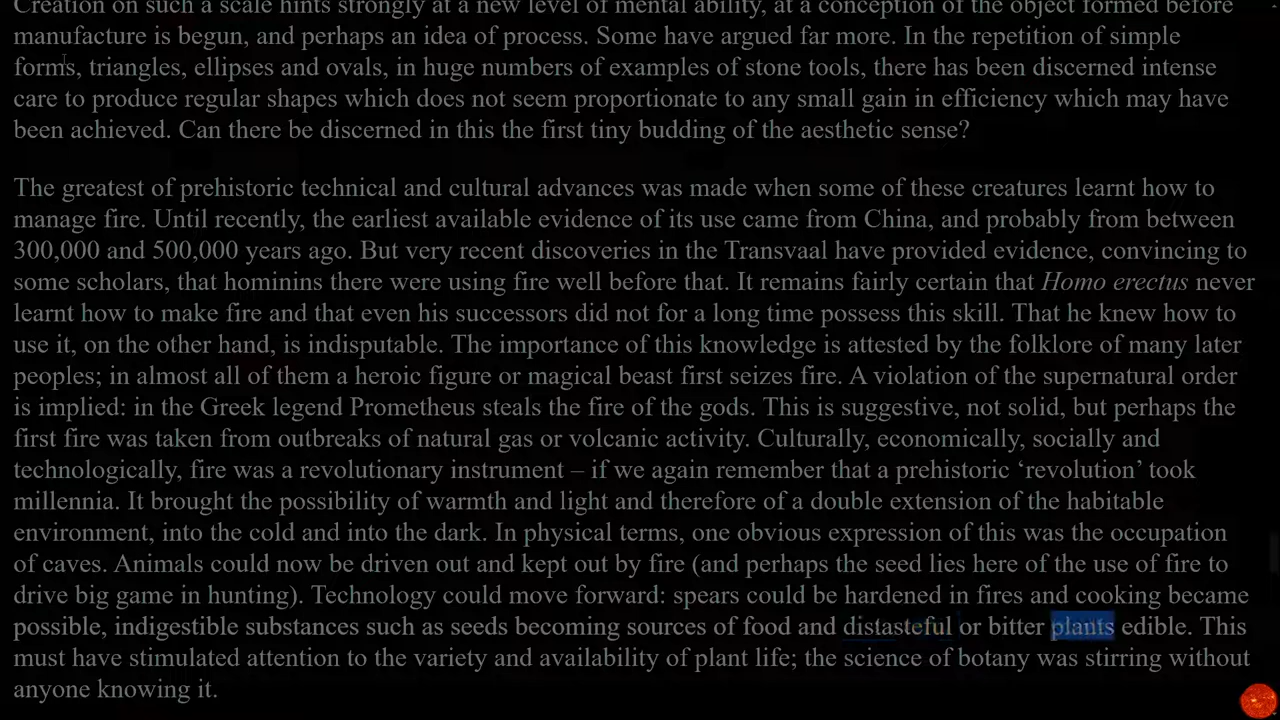 Creation on such a scale hints strongly at a new level of mental ability, at a conception of the object formed before
manufacture is begun, and perhaps an idea of process. Some have argued far more. In the repetition of simple
forms, triangles, ellipses and ovals, in huge numbers of examples of stone tools, there has been discerned intense
care to produce regular shapes which does not seem proportionate to any small gain in efficiency which may have
been achieved. Can there be discerned in this the first tiny budding of the aesthetic sense?
The greatest of prehistoric technical and cultural advances was made when some of these creatures learnt how to
manage fire. Until recently, the earliest available evidence of its use came from China, and probably from between
300,000 and 500,000 years ago. But very recent discoveries in the Transvaal have provided evidence, convincing to
some scholars, that hominins there were using fire well before that. It remains fairly certain that Homo erectus never
learnt how to make fire and that even his successors did not for a long time possess this skill. That he knew how to
use it, on the other hand, is indisputable. The importance of this knowledge is attested by the folklore of many later
peoples; in almost all of them a heroic figure or magical beast first seizes fire. A violation of the supernatural order
is implied: in the Greek legend Prometheus steals the fire of the gods. This is suggestive, not solid, but perhaps the
first fire was taken from outbreaks of natural gas or volcanic activity. Culturally, economically, socially and
technologically, fire was a revolutionary instrument – if we again remember that a prehistoric ‘revolution’ took
millennia. It brought the possibility of warmth and light and therefore of a double extension of the habitable
environment, into the cold and into the dark. In physical terms, one obvious expression of this was the occupation
of caves. Animals could now be driven out and kept out by fire (and perhaps the seed lies here of the use of fire to
drive big game in hunting). Technology could move forward: spears could be hardened in fires and cooking became
possible, indigestible substances such as seeds becoming sources of food and distasteful or bitter plants edible. This
must have stimulated attention to the variety and availability of plant life; the science of botany was stirring without
anyone knowing it.